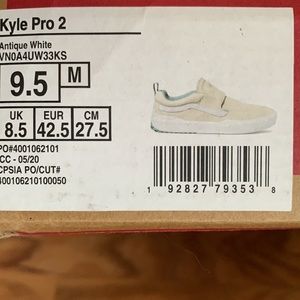 Kyle Pro 2
Antique White
VN0A4UW33KS
9.5 M
UK EUR CM
8.5 42.5 27.5
PO#4001062101
CC - 05/20
CPSIA PO/CUT#
400106210100050
1 92827 79353 8